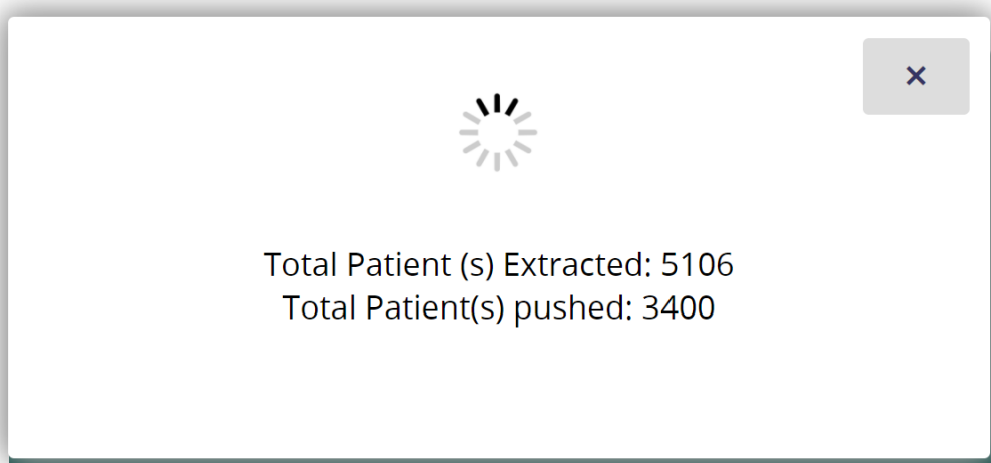 Total Patient (s) Extracted: 5106
Total Patient(s) pushed: 3400